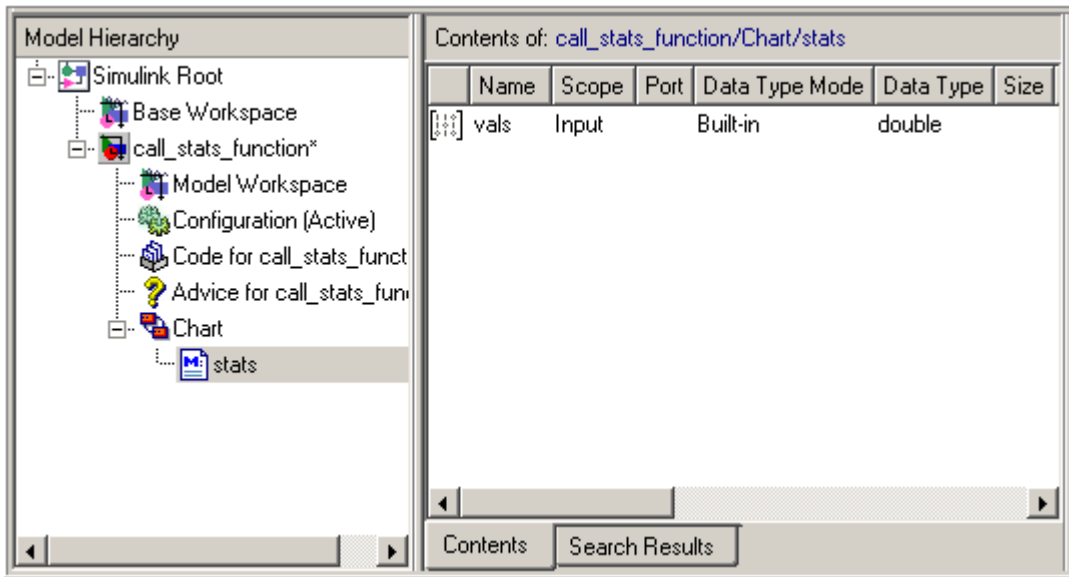 Model Hierarchy
Simulink Root
Base Workspace
call_stats_function*
Model Workspace
Configuration (Active)
Code for call_stats_funct
Advice for call_stats_fun
Chart
stats
Contents of: call_stats_function/Chart/stats
Name Scope Port Data Type Mode Data Type Size
vals Input Built-in double
Contents Search Results